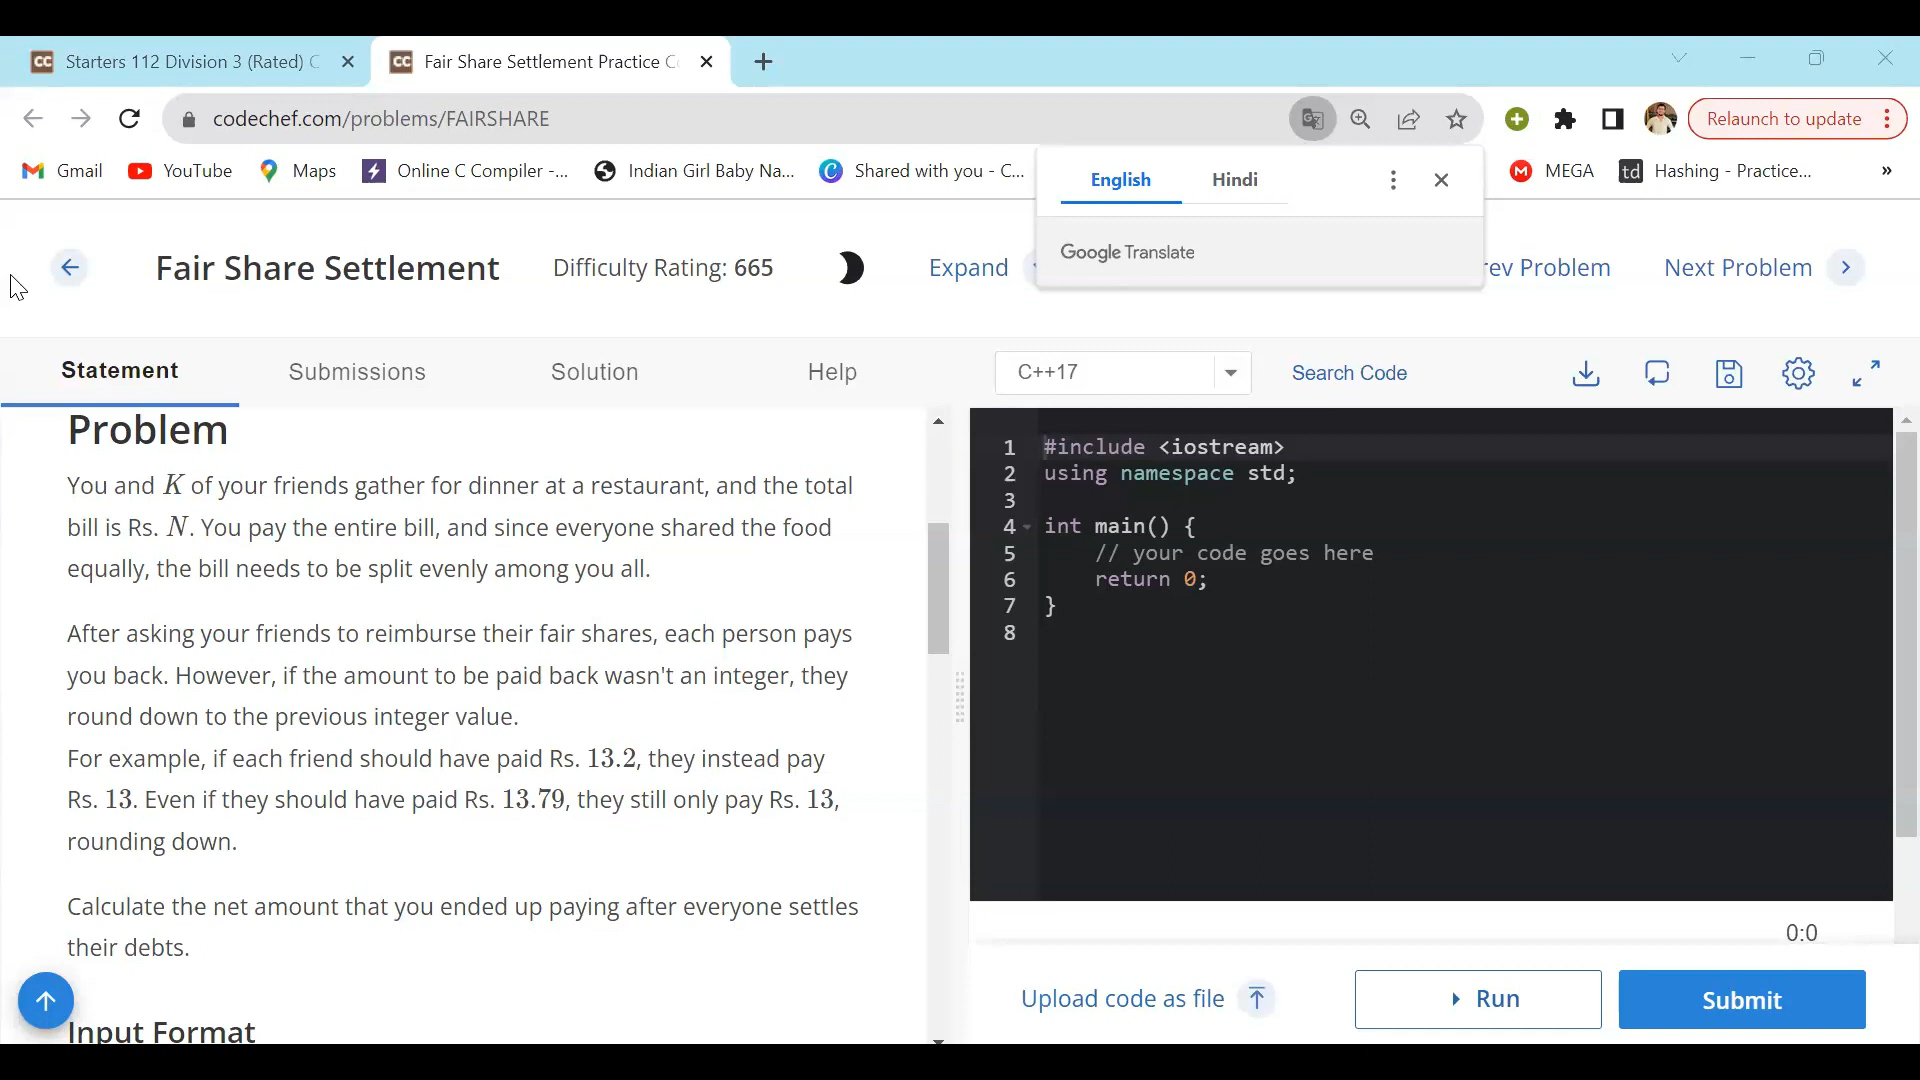 Starters 112 Division 3 (Rated) C
Fair Share Settlement Practice C
codechef.com/problems/FAIRSHARE
Relaunch to update
Gmail
YouTube
Maps
Online C Compiler -...
Indian Girl Baby Na...
Shared with you - C...
MEGA
td
Hashing - Practice...
»
English
Hindi
Google Translate
Fair Share Settlement
Difficulty Rating: 665
Expand
rev Problem
Next Problem
Statement
Submissions
Solution
Help
C++17
Search Code
Problem
You and K of your friends gather for dinner at a restaurant, and the total
bill is Rs. N. You pay the entire bill, and since everyone shared the food
equally, the bill needs to be split evenly among you all.
After asking your friends to reimburse their fair shares, each person pays
you back. However, if the amount to be paid back wasn't an integer, they
round down to the previous integer value.
For example, if each friend should have paid Rs. 13.2, they instead pay
Rs. 13. Even if they should have paid Rs. 13.79, they still only pay Rs. 13,
rounding down.
Calculate the net amount that you ended up paying after everyone settles
their debts.
Input Format
1 #include <iostream>
2 using namespace std;
3
4 int main() {
5 // your code goes here
6 return 0;
7 }
8
0:0
Upload code as file
Run
Submit